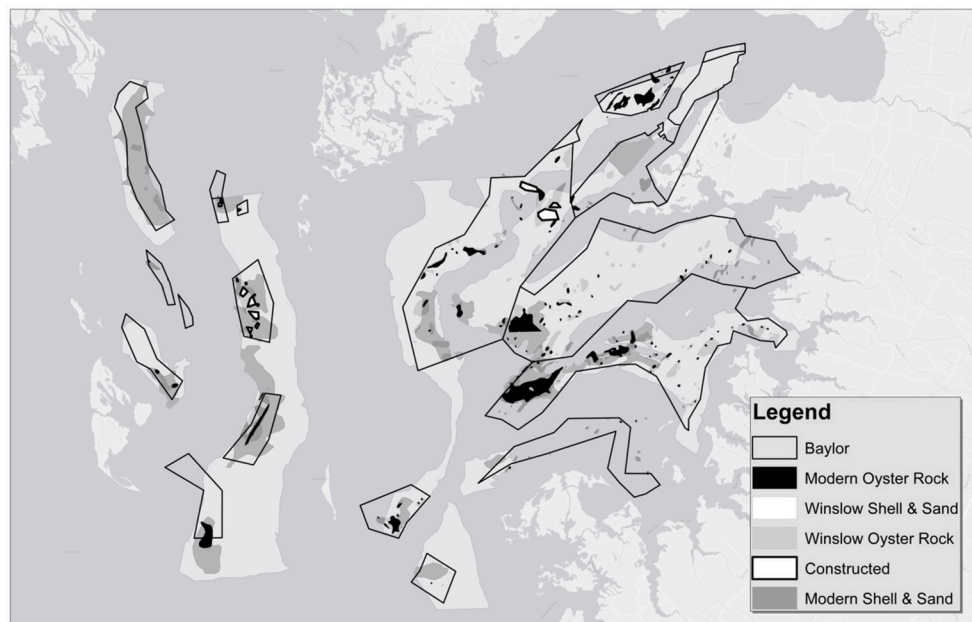 Legend
Baylor
Modern Oyster Rock
Winslow Shell & Sand
Winslow Oyster Rock
Constructed
Modern Shell & Sand